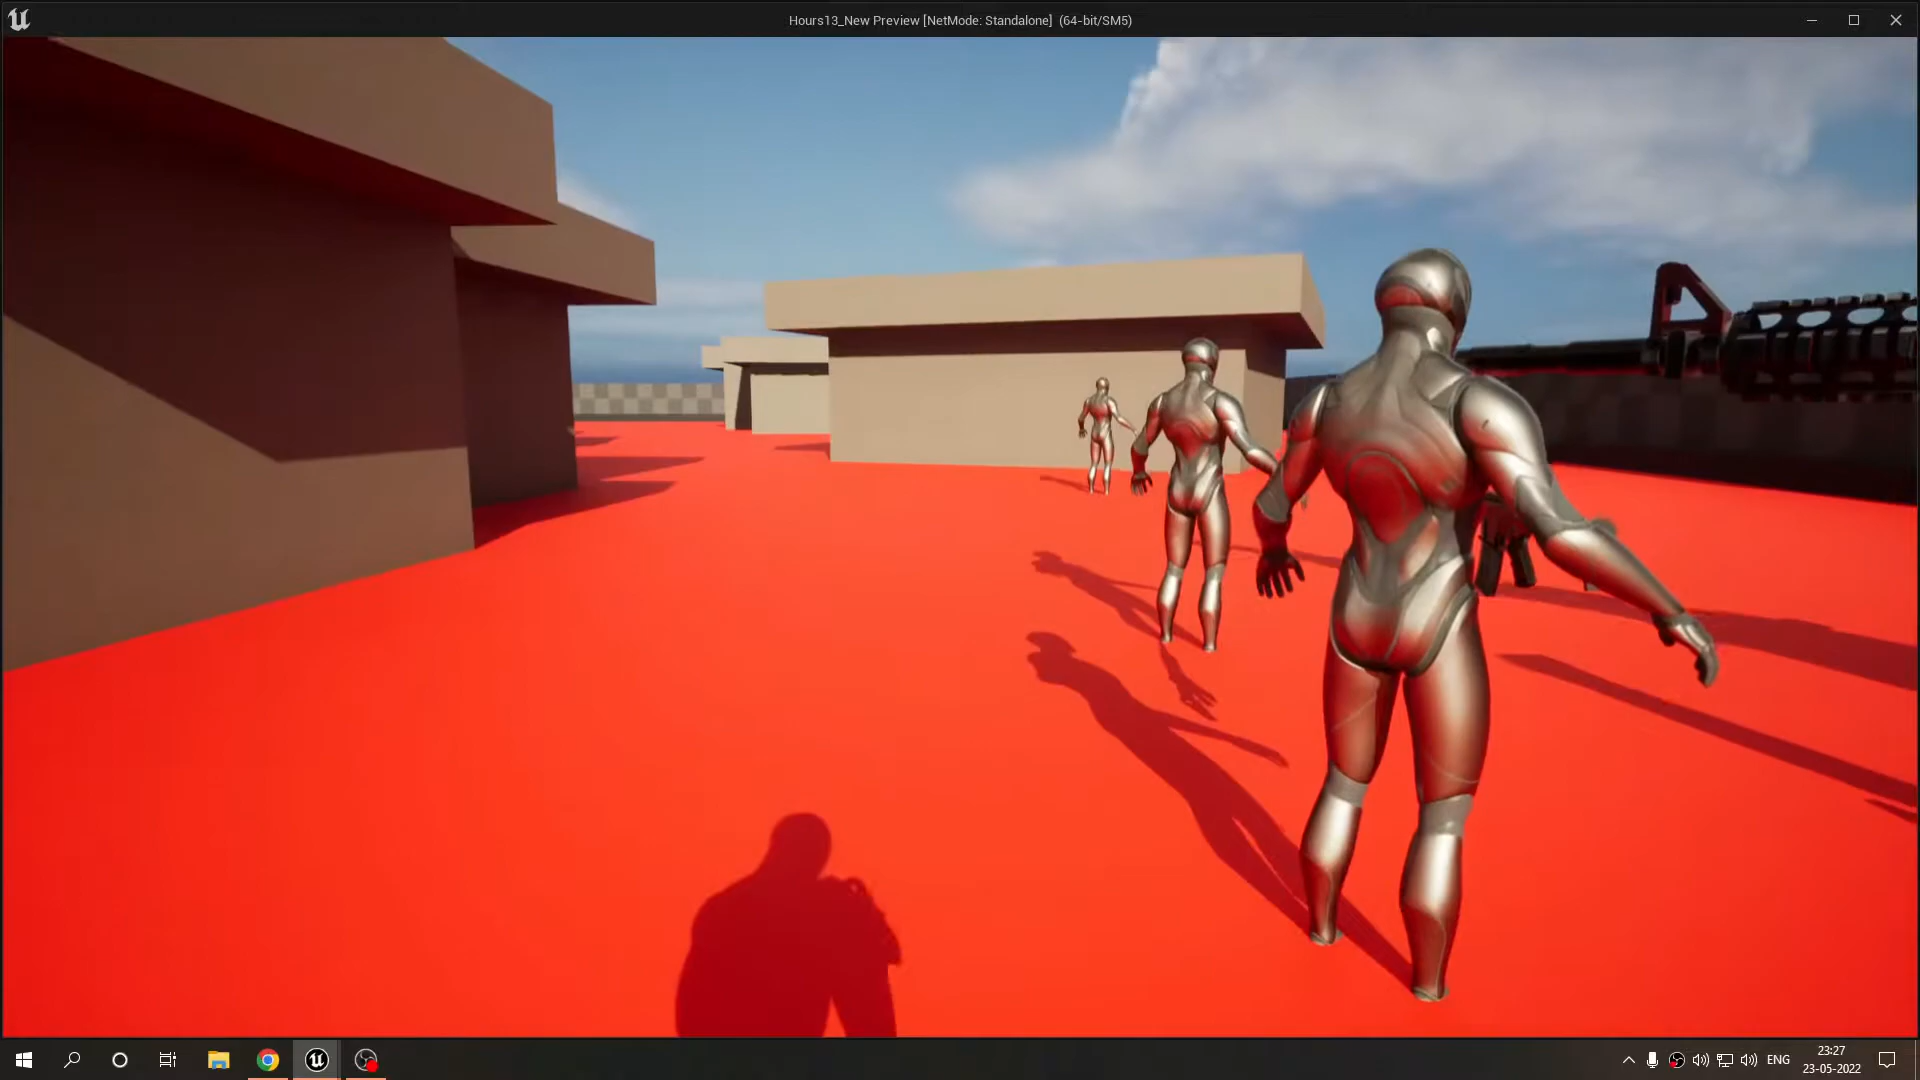 Hours13_New Preview [NetMode: Standalone] (64-bit/SM5)
ENG
23:27
23-05-2022